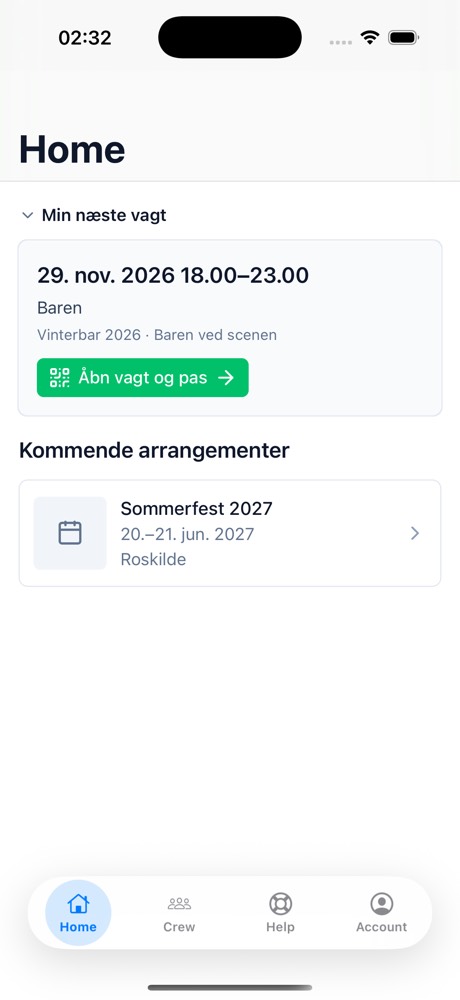 02:32
Home
Min næste vagt
29. nov. 2026 18.00–23.00
Baren
Vinterbar 2026 · Baren ved scenen
Åbn vagt og pas
Kommende arrangementer
Sommerfest 2027
20.–21. jun. 2027
Roskilde
Home
Crew
Help
Account